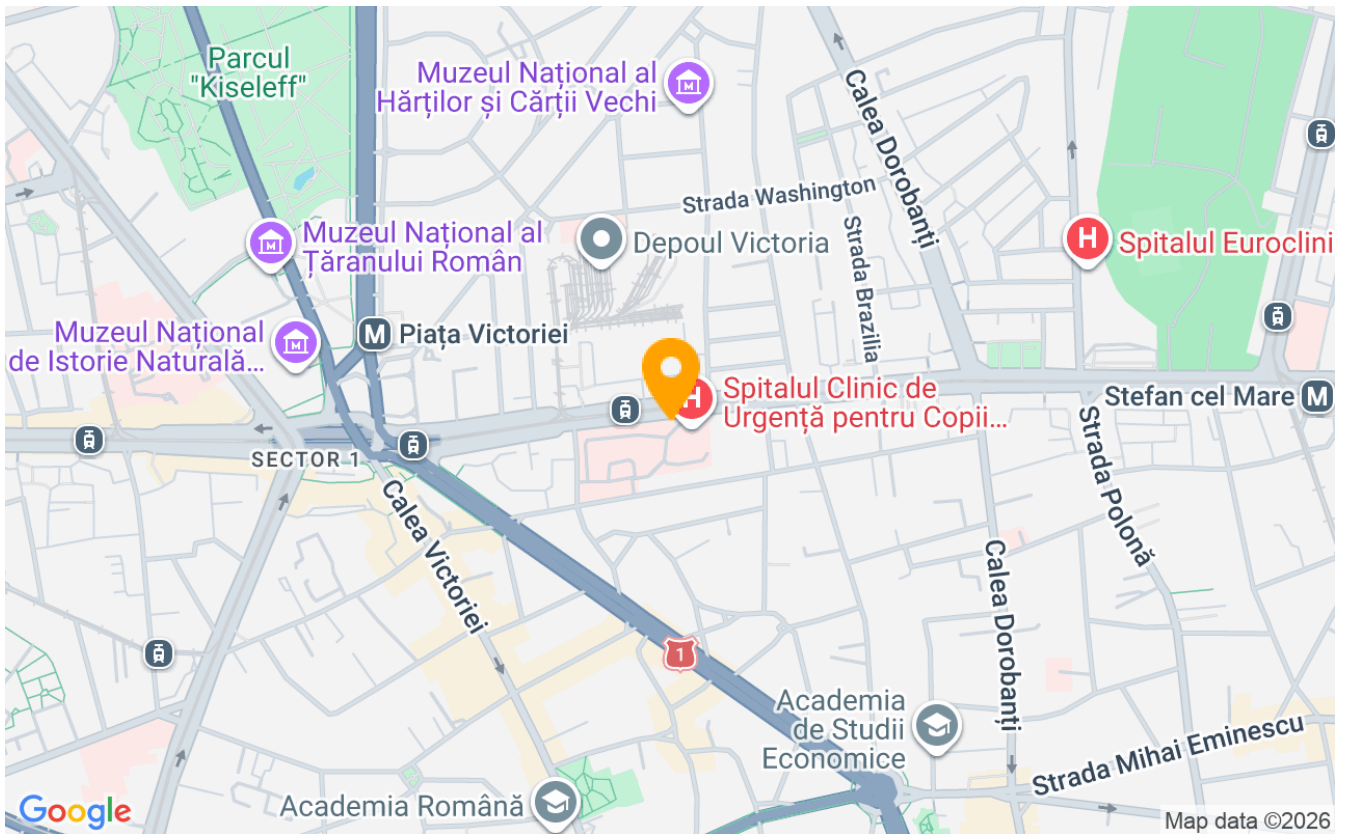 Parcul
"Kiseleff"
Muzeul Național al
Hărților și Cărții Vechi
Calea Dorobanți
Strada Washington
Muzeul Național al
Țăranului Român
Depoul Victoria
Strada Brazilia
H
Spitalul Euroclini
Muzeul Național
de Istorie Naturală...
M
Piața Victoriei
H
Spitalul Clinic de
Urgență pentru Copii...
Stefan cel Mare
M
SECTOR 1
Strada Polonă
Calea Victoriei
Calea Dorobanți
1
Academia
de Studii
Economice
Strada Mihai Eminescu
Academia Română
Google
Map data ©2026